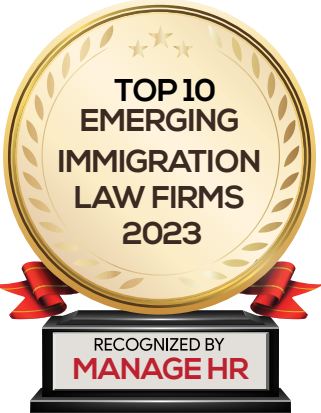 TOP 10
EMERGING
IMMIGRATION
LAW FIRMS
2023
RECOGNIZED BY
MANAGE HR